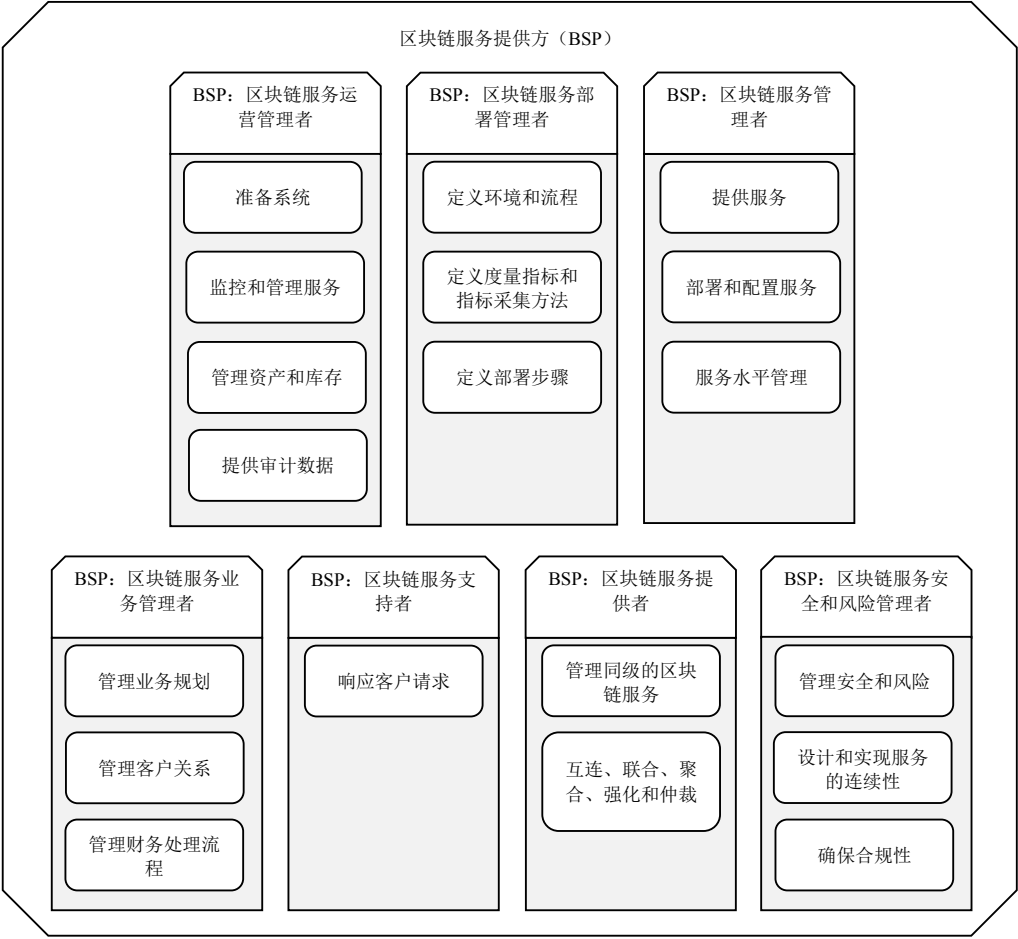 区块链服务提供方（BSP）
BSP：区块链服务运
营管理者
准备系统
监控和管理服务
管理资产和库存
提供审计数据
BSP：区块链服务部
署管理者
定义环境和流程
定义度量指标和
指标采集方法
定义部署步骤
BSP：区块链服务管
理者
提供服务
部署和配置服务
服务水平管理
BSP：区块链服务业
务管理者
管理业务规划
管理客户关系
管理财务处理流
程
BSP：区块链服务支
持者
响应客户请求
BSP：区块链服务提
供者
管理同级的区块
链服务
互连、联合、聚
合、强化和仲裁
BSP：区块链服务安
全和风险管理者
管理安全和风险
设计和实现服务
的连续性
确保合规性